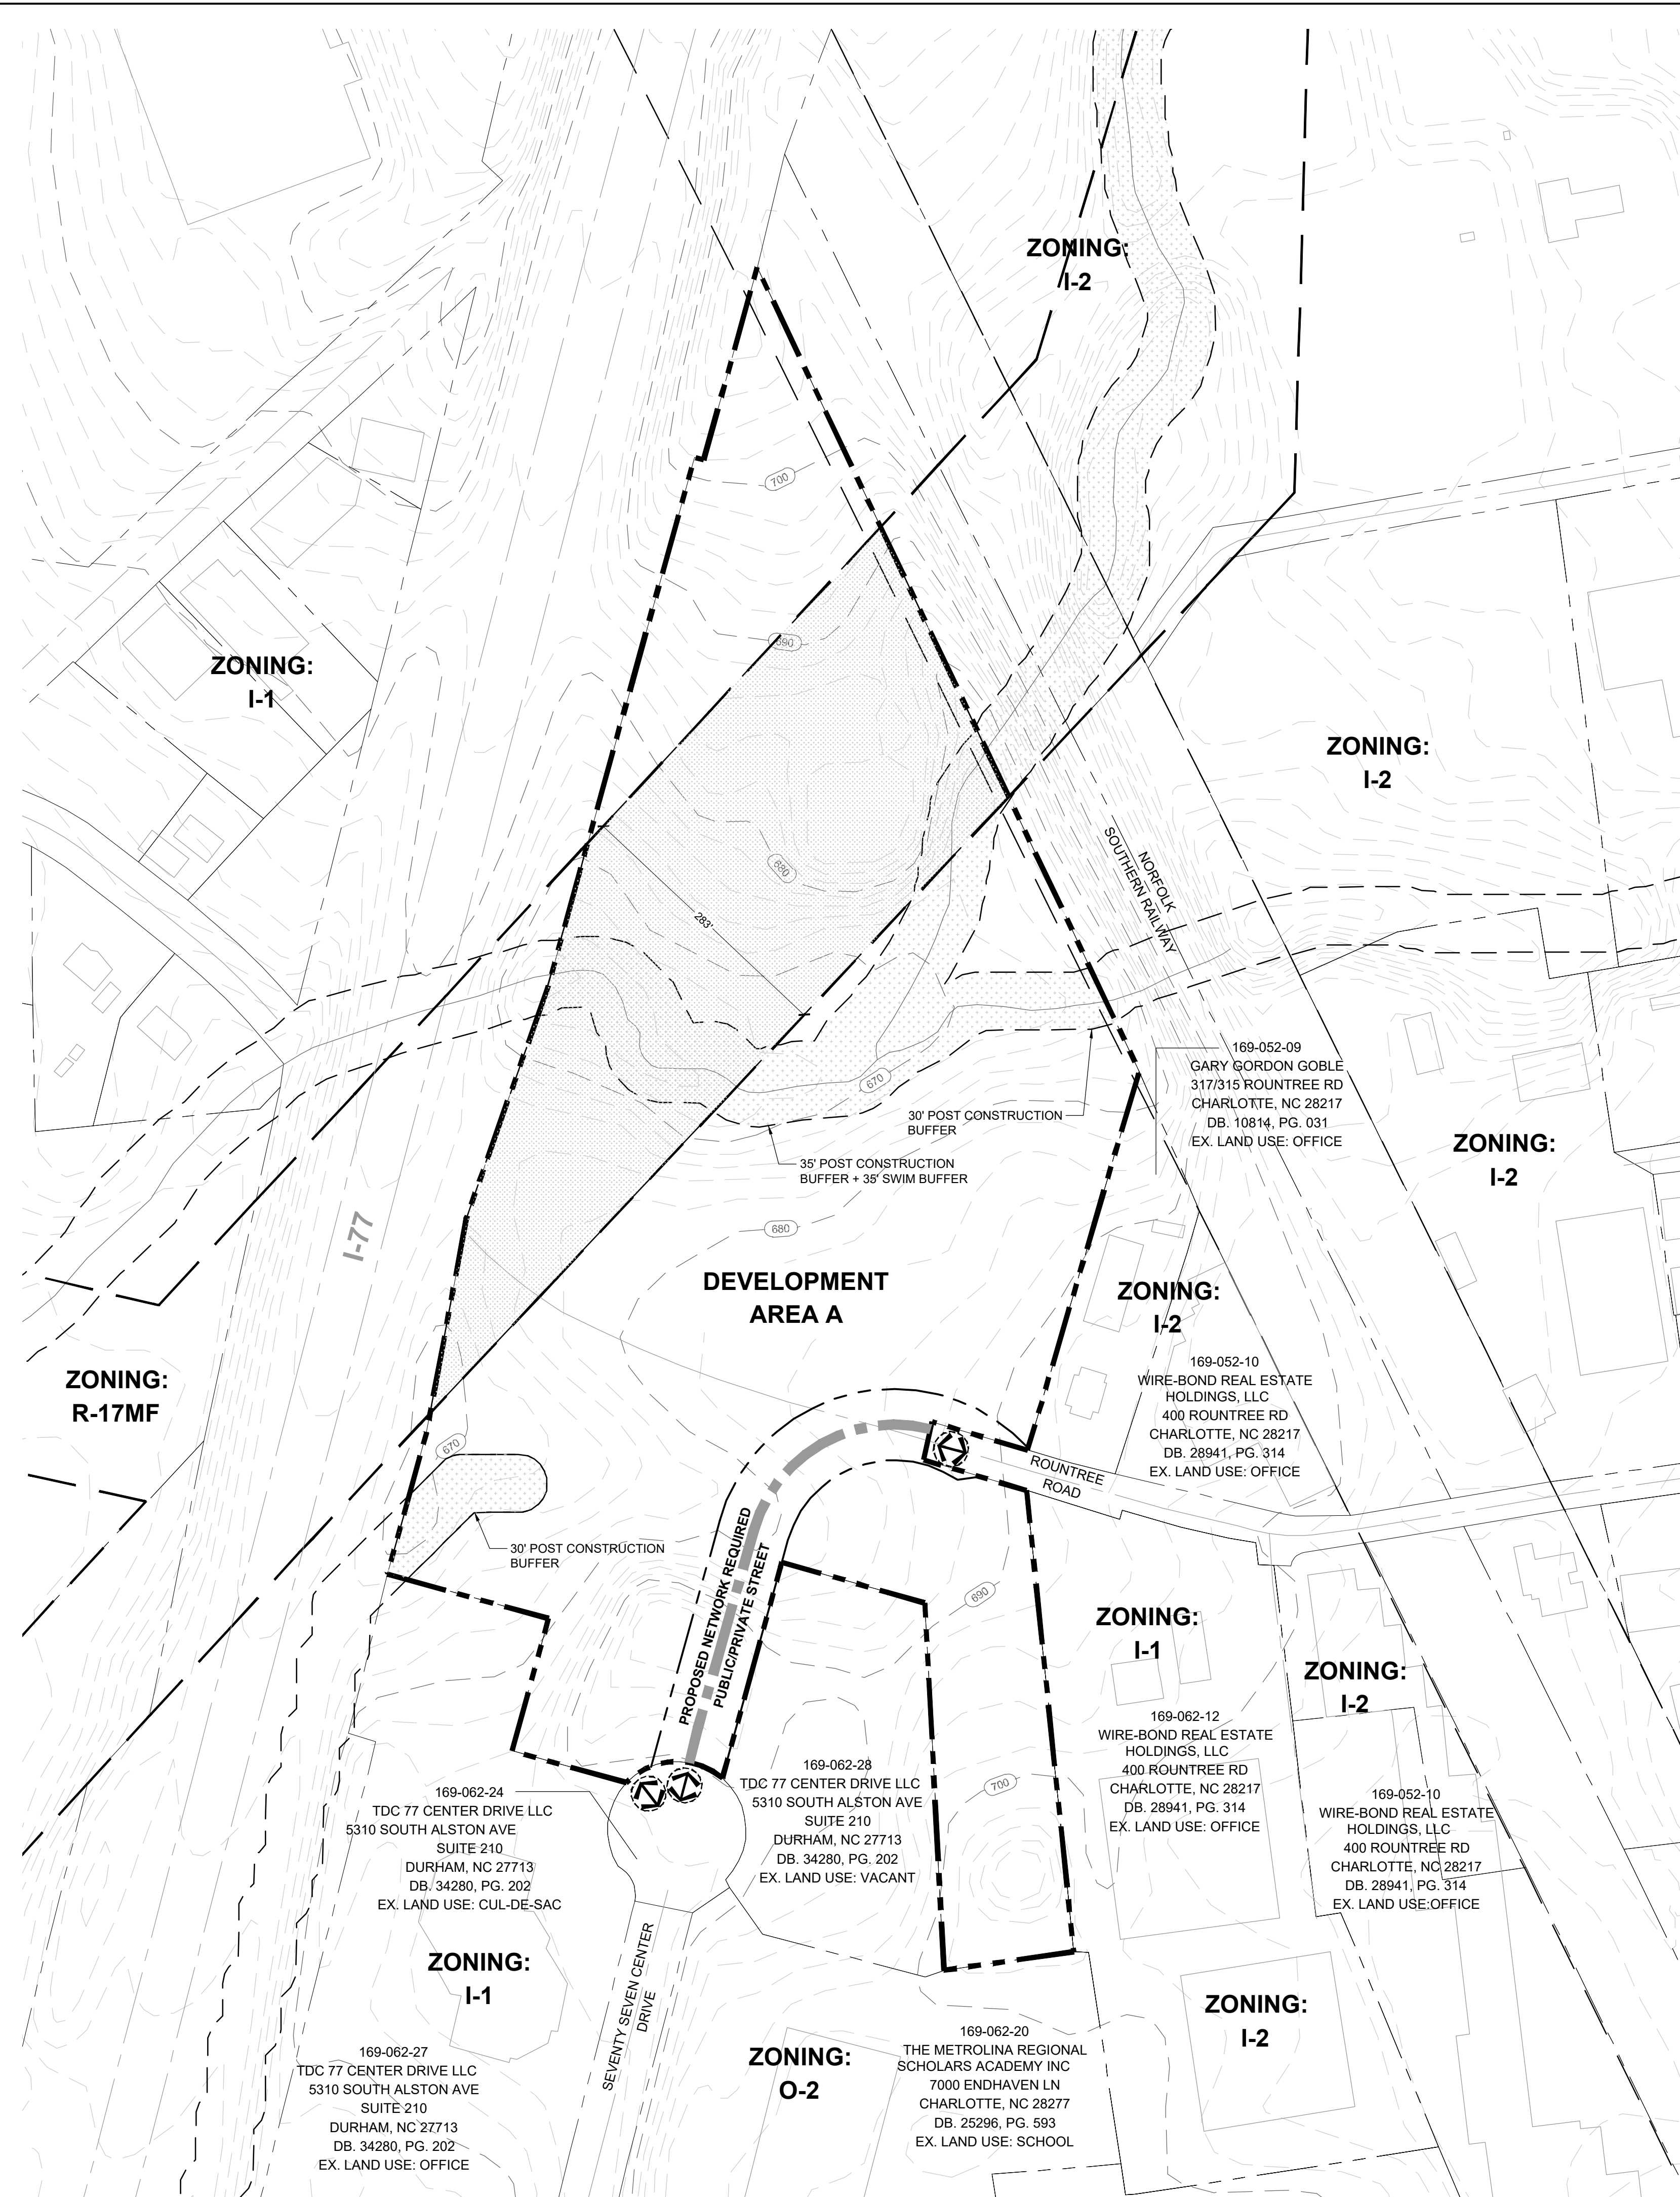 ZONING:
I-2
700
690
ZONING:
I-1
ZONING:
I-2
680
283'
NORFOLK
SOUTHERN RAILWAY
169-052-09
GARY GORDON GOBLE
317/315 ROUNTREE RD
CHARLOTTE, NC 28217
DB. 10814, PG. 031
EX. LAND USE: OFFICE
670
30' POST CONSTRUCTION
BUFFER
ZONING:
I-2
35' POST CONSTRUCTION
BUFFER + 35' SWIM BUFFER
I-77
680
DEVELOPMENT
AREA A
ZONING:
I-2
169-052-10
WIRE-BOND REAL ESTATE
HOLDINGS, LLC
400 ROUNTREE RD
CHARLOTTE, NC 28217
DB. 28941, PG. 314
EX. LAND USE: OFFICE
ZONING:
R-17MF
670
ROUNTREE
ROAD
30' POST CONSTRUCTION
BUFFER
PROPOSED NETWORK REQUIRED
PUBLIC/PRIVATE STREET
690
ZONING:
I-1
ZONING:
I-2
169-062-12
WIRE-BOND REAL ESTATE
HOLDINGS, LLC
400 ROUNTREE RD
CHARLOTTE, NC 28217
DB. 28941, PG. 314
EX. LAND USE: OFFICE
169-062-28
TDC 77 CENTER DRIVE LLC
5310 SOUTH ALSTON AVE
SUITE 210
DURHAM, NC 27713
DB. 34280, PG. 202
EX. LAND USE: VACANT
700
169-062-24
TDC 77 CENTER DRIVE LLC
5310 SOUTH ALSTON AVE
SUITE 210
DURHAM, NC 27713
DB. 34280, PG. 202
EX. LAND USE: CUL-DE-SAC
169-052-10
WIRE-BOND REAL ESTATE
HOLDINGS, LLC
400 ROUNTREE RD
CHARLOTTE, NC 28217
DB. 28941, PG. 314
EX. LAND USE:OFFICE
ZONING:
I-1
SEVENTY SEVEN CENTER
DRIVE
ZONING:
I-2
169-062-27
TDC 77 CENTER DRIVE LLC
5310 SOUTH ALSTON AVE
SUITE 210
DURHAM, NC 27713
DB. 34280, PG. 202
EX. LAND USE: OFFICE
ZONING:
O-2
169-062-20
THE METROLINA REGIONAL
SCHOLARS ACADEMY INC
7000 ENDHAVEN LN
CHARLOTTE, NC 28277
DB. 25296, PG. 593
EX. LAND USE: SCHOOL